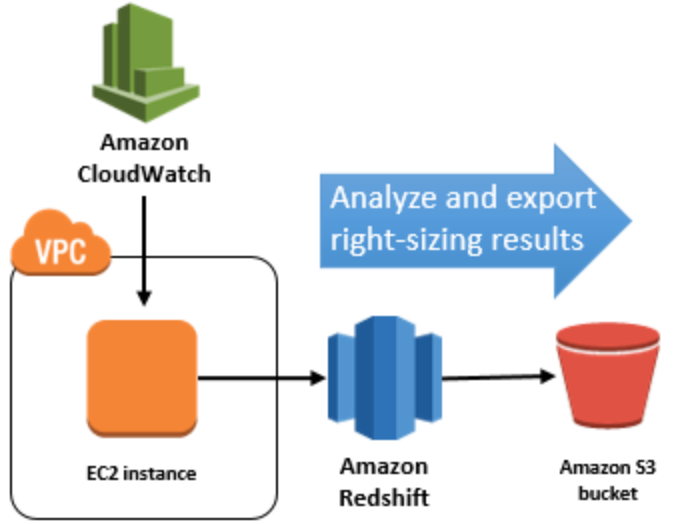 Amazon
CloudWatch
Analyze and export
right-sizing results
VPC
EC2 instance
Amazon
Redshift
Amazon S3
bucket